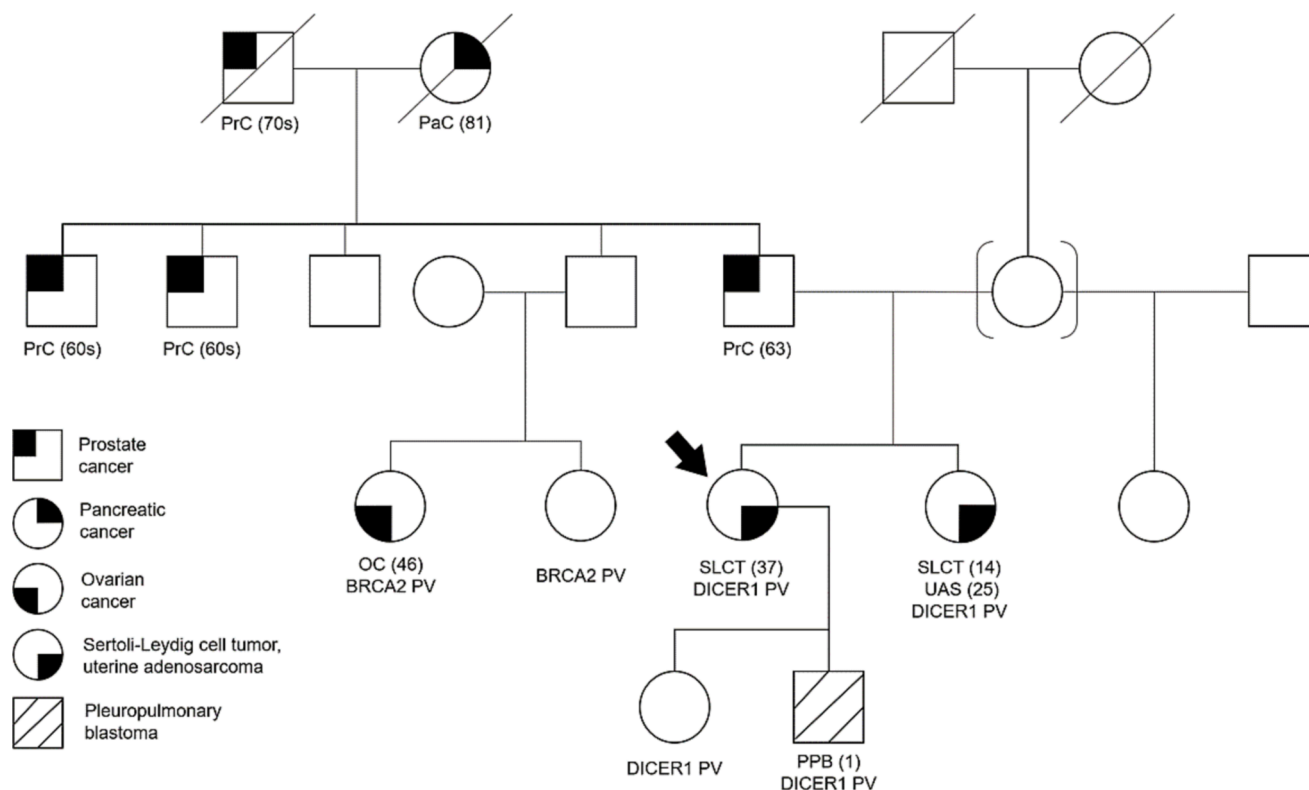 PrC (70s)
PaC (81)
PrC (60s)
PrC (60s)
PrC (63)
Prostate
cancer
Pancreatic
cancer
Ovarian
cancer
Sertoli-Leydig cell tumor,
uterine adenosarcoma
Pleuropulmonary
blastoma
OC (46)
BRCA2 PV
BRCA2 PV
SLCT (37)
DICER1 PV
SLCT (14)
UAS (25)
DICER1 PV
DICER1 PV
PPB (1)
DICER1 PV